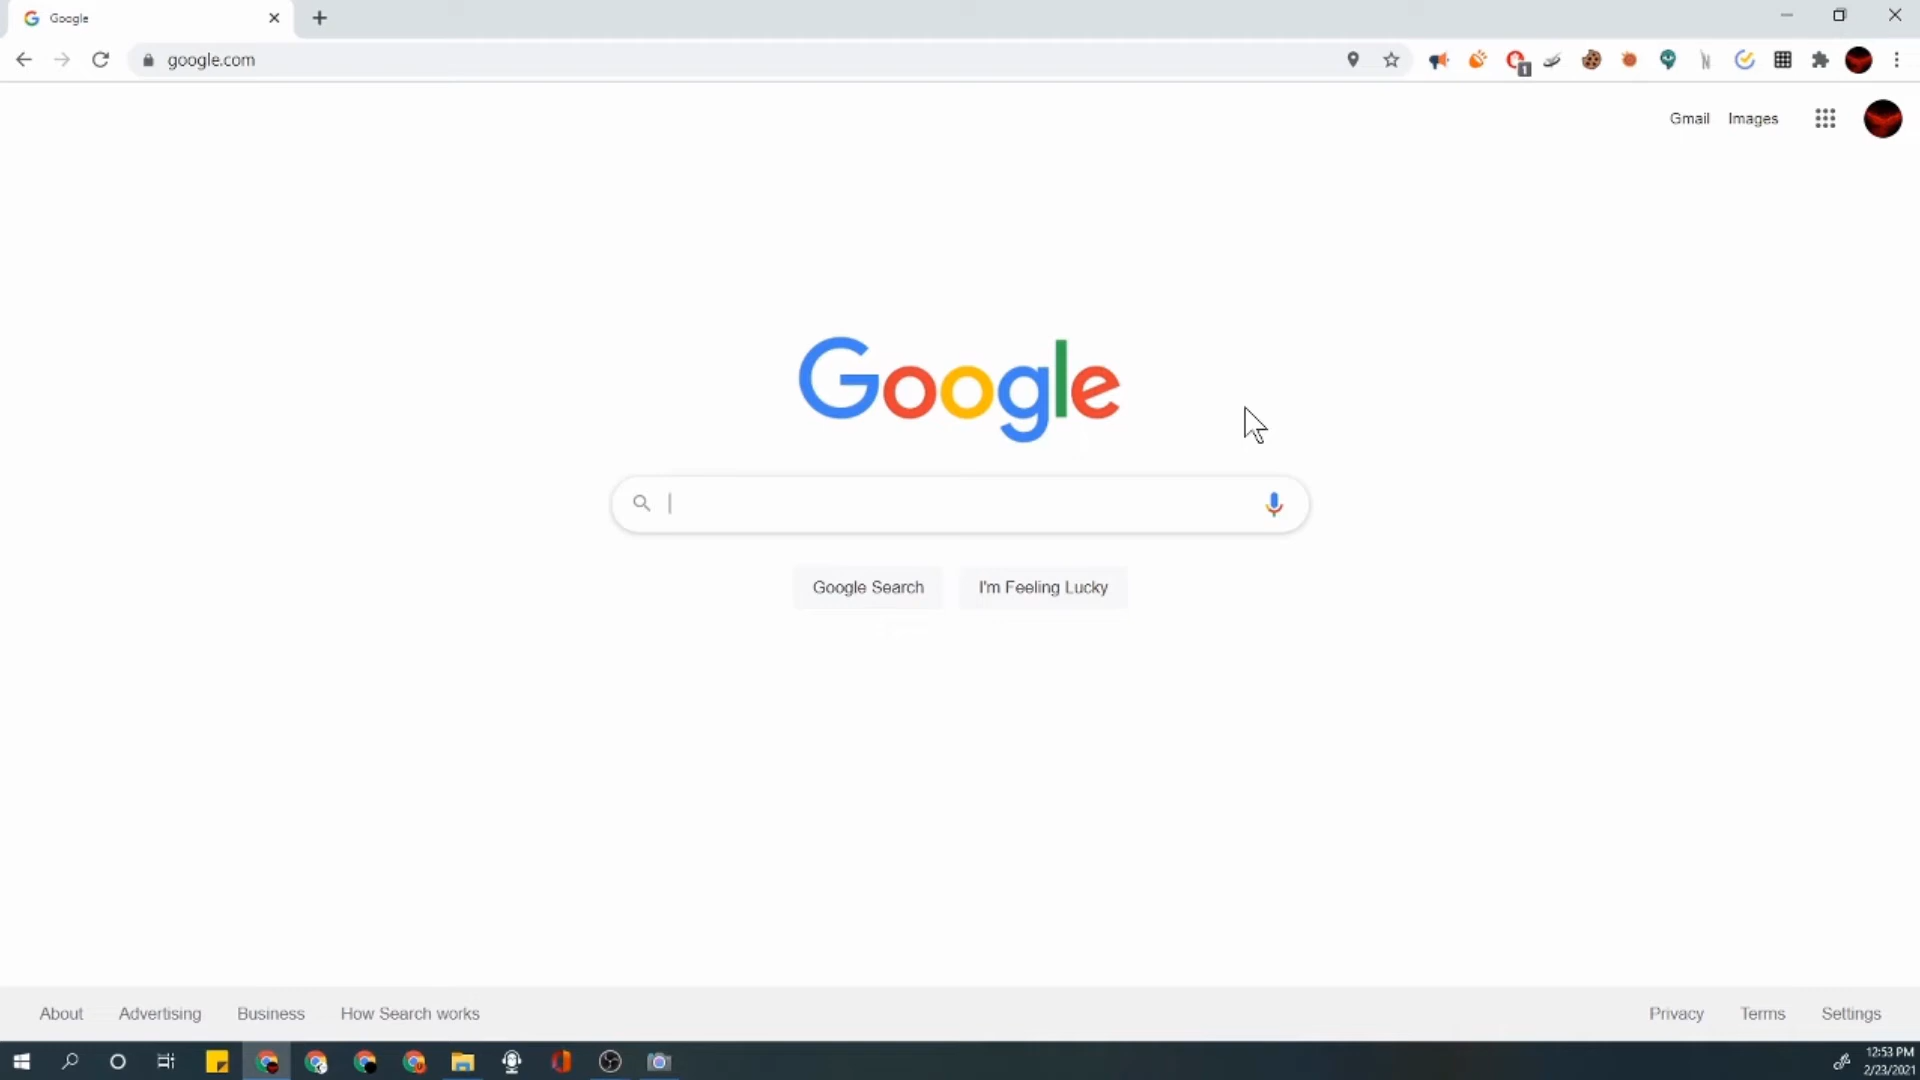 Google
google.com
1
Gmail Images
Google
Google Search I'm Feeling Lucky
About Advertising Business How Search works Privacy Terms Settings
12:53 PM
2/23/2021